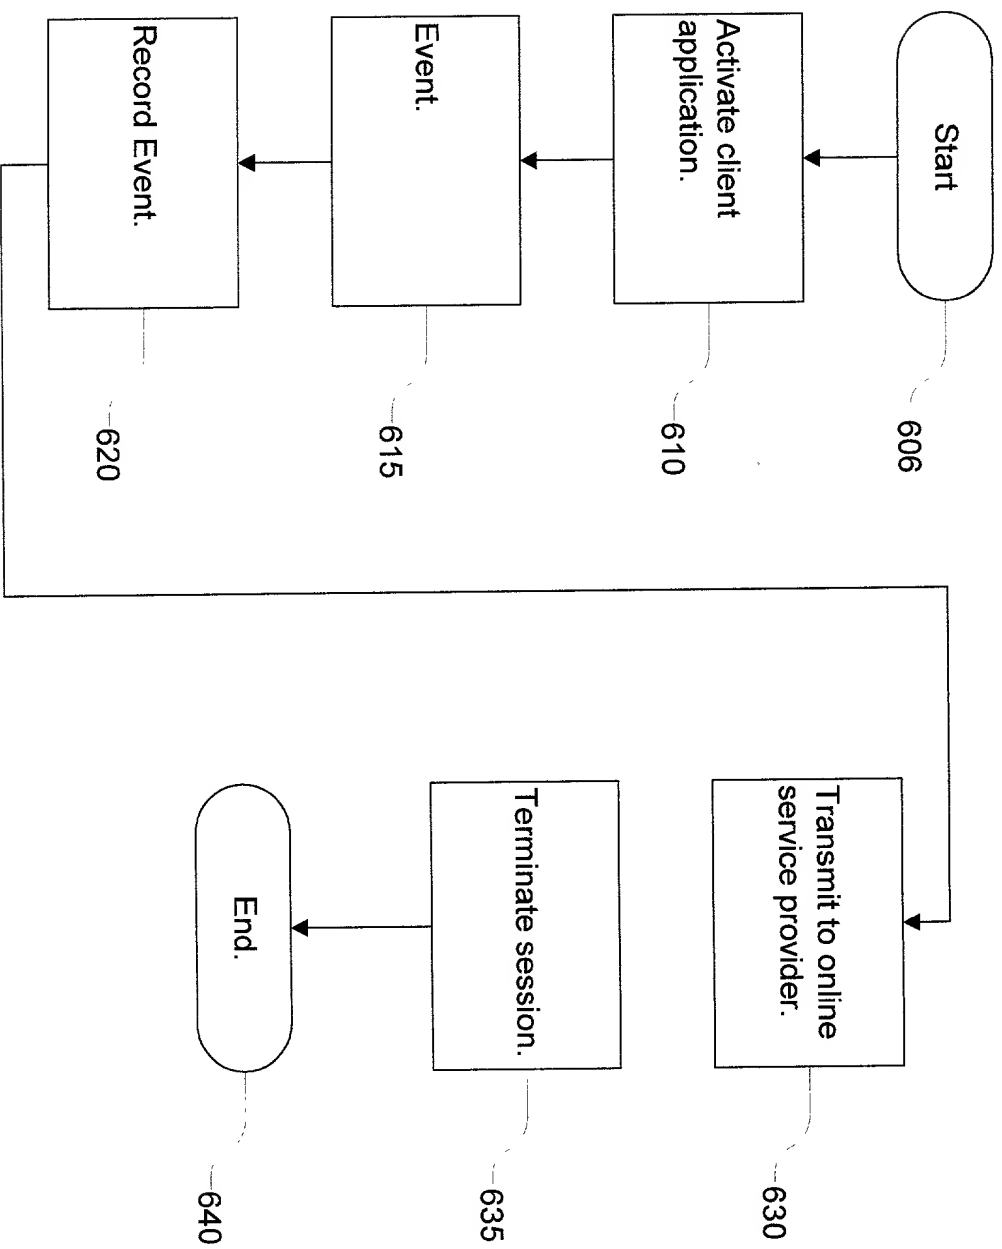 Start
606
Activate client
application.
610
Event.
615
Record Event.
620
Transmit to online
service provider.
630
Terminate session.
635
End.
640